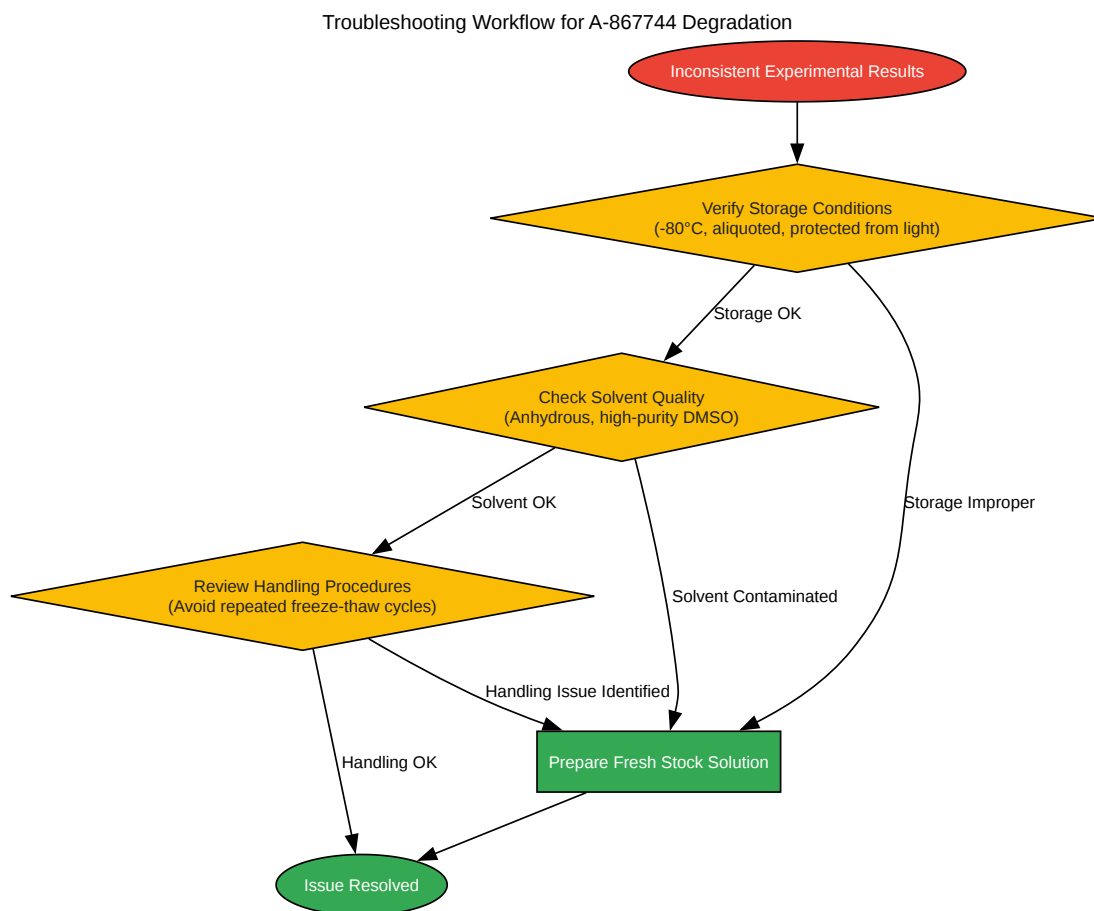 Troubleshooting Workflow for A-867744 Degradation
Inconsistent Experimental Results
Verify Storage Conditions
(-80°C, aliquoted, protected from light)
Storage OK
Check Solvent Quality
(Anhydrous, high-purity DMSO)
Solvent OK
Storage Improper
Review Handling Procedures
(Avoid repeated freeze-thaw cycles)
Solvent Contaminated
Handling Issue Identified
Handling OK
Prepare Fresh Stock Solution
Issue Resolved